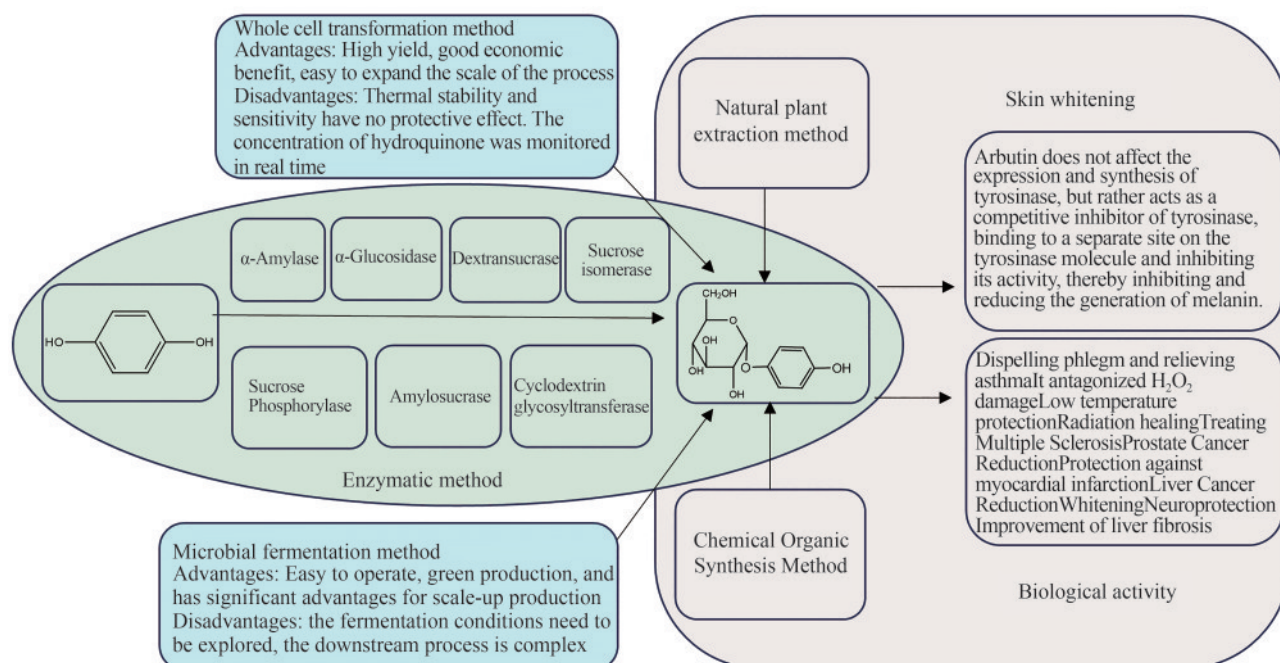 Whole cell transformation method
Advantages: High yield, good economic
benefit, easy to expand the scale of the process
Disadvantages: Thermal stability and
sensitivity have no protective effect. The
concentration of hydroquinone was monitored
in real time
Natural plant
extraction method
Skin whitening
Arbutin does not affect the
expression and synthesis of
tyrosinase, but rather acts as a
competitive inhibitor of tyrosinase,
binding to a separate site on the
tyrosinase molecule and inhibiting
its activity, thereby inhibiting and
reducing the generation of melanin.
α-Amylase
α-Glucosidase
Dextransucrase
Sucrose
isomerase
HO
OH
CH₂OH
O
OH
OH
OH
O
OH
Sucrose
Phosphorylase
Amylosucrase
Cyclodextrin
glycosyltransferase
Enzymatic method
Dispelling phlegm and relieving
asthmaIt antagonized H₂O₂
damageLow temperature
protectionRadiation healingTreating
Multiple SclerosisProstate Cancer
ReductionProtection against
myocardial infarctionLiver Cancer
ReductionWhiteningNeuroprotection
Improvement of liver fibrosis
Microbial fermentation method
Advantages: Easy to operate, green production, and
has significant advantages for scale-up production
Disadvantages: the fermentation conditions need to
be explored, the downstream process is complex
Chemical Organic
Synthesis Method
Biological activity